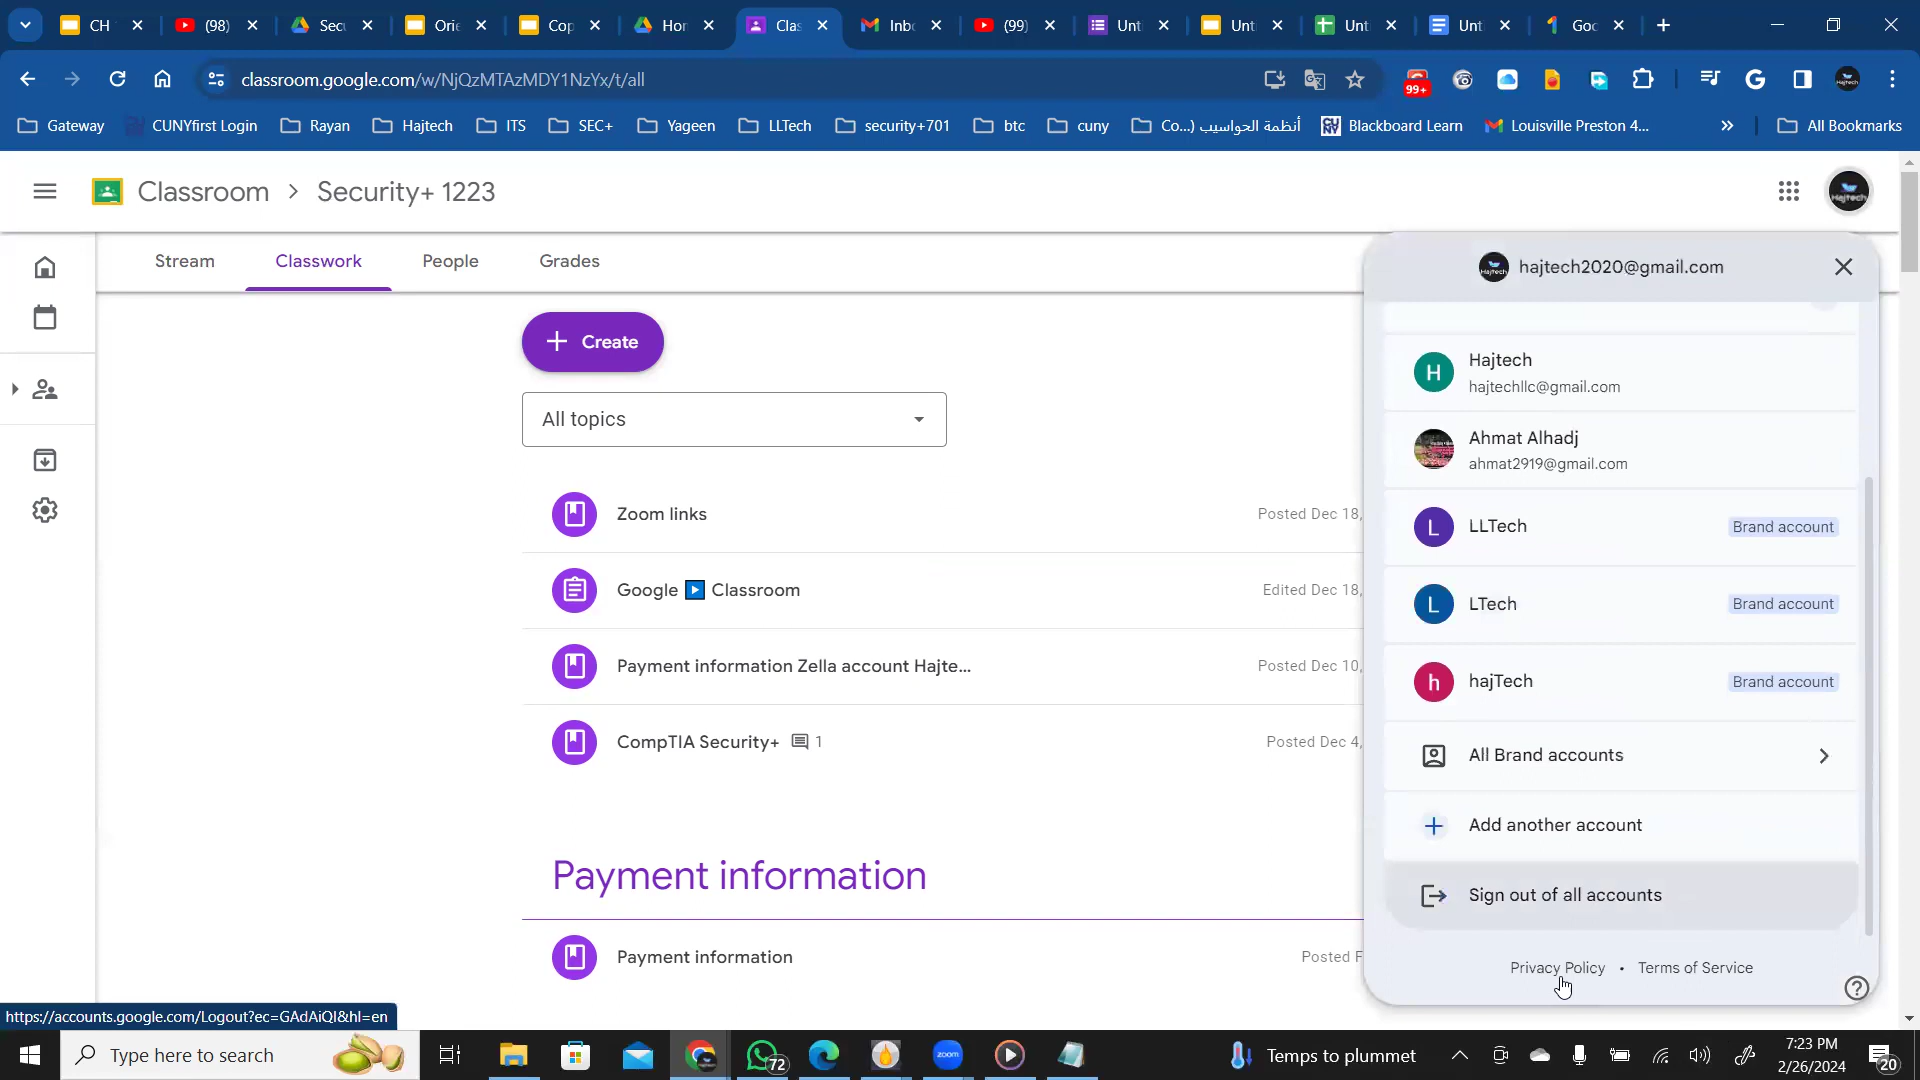 CH
(98)
Secu
Orie
Cop
Hon
Clas
Inbo
(99)
Unti
Unti
Unti
Unti
Goo
classroom.google.com/w/NjQzMTAzMDY1NzYx/t/all
99+
Gateway
CUNYfirst Login
Rayan
Hajtech
ITS
SEC+
Yageen
LLTech
security+701
btc
cuny
Co...) أنظمة الحواسيب
Blackboard Learn
Louisville Preston 4...
All Bookmarks
Classroom > Security+ 1223
Hajtech
Stream
Classwork
People
Grades
hajtech2020@gmail.com
Create
All topics
Zoom links
Posted Dec 18,
Google ▶ Classroom
Edited Dec 18,
Payment information Zella account Hajte...
Posted Dec 10,
CompTIA Security+ 1
Posted Dec 4,
Payment information
Payment information
Posted F
Hajtech
hajtechllc@gmail.com
Ahmat Alhadj
ahmat2919@gmail.com
L LLTech Brand account
L LTech Brand account
h hajTech Brand account
All Brand accounts
Add another account
Sign out of all accounts
Privacy Policy • Terms of Service
https://accounts.google.com/Logout?ec=GAdAiQI&hl=en
Type here to search
72
zoom
Temps to plummet
7:23 PM
2/26/2024
20